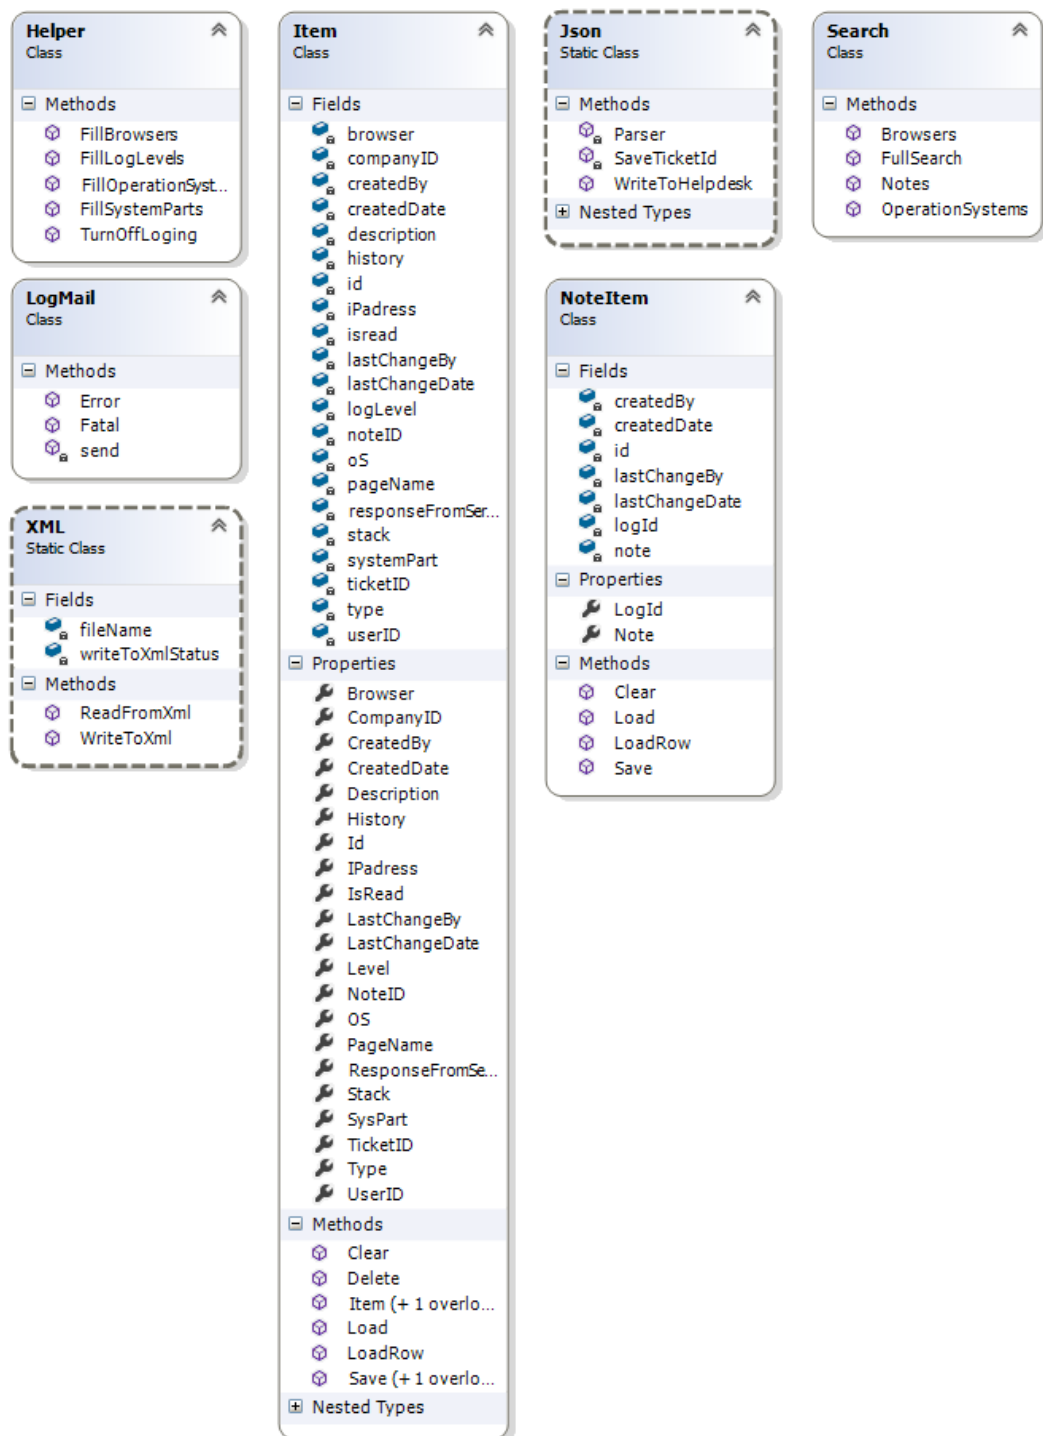 Helper
Class
Methods
FillBrowsers
FillLogLevels
FillOperationSyst...
FillSystemParts
TurnOffLoging
LogMail
Class
Methods
Error
Fatal
send
XML
Static Class
Fields
fileName
writeToXmlStatus
Methods
ReadFromXml
WriteToXml
Item
Class
Fields
browser
companyID
createdBy
createdDate
description
history
id
iPadress
isread
lastChangeBy
lastChangeDate
logLevel
noteID
oS
pageName
responseFromSer...
stack
systemPart
ticketID
type
userID
Properties
Browser
CompanyID
CreatedBy
CreatedDate
Description
History
Id
IPadress
IsRead
LastChangeBy
LastChangeDate
Level
NoteID
OS
PageName
ResponseFromSe...
Stack
SysPart
TicketID
Type
UserID
Methods
Clear
Delete
Item (+ 1 overlo...
Load
LoadRow
Save (+ 1 overlo...
Nested Types
Json
Static Class
Methods
Parser
SaveTicketId
WriteToHelpdesk
Nested Types
NoteItem
Class
Fields
createdBy
createdDate
id
lastChangeBy
lastChangeDate
logId
note
Properties
LogId
Note
Methods
Clear
Load
LoadRow
Save
Search
Class
Methods
Browsers
FullSearch
Notes
OperationSystems